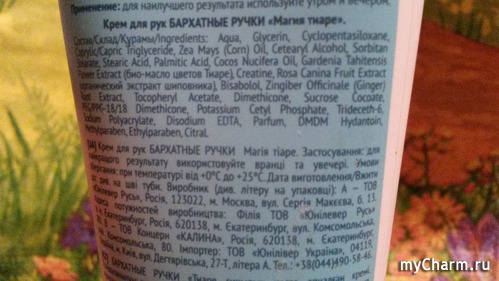 Применение: для наилучшего результата используйте утром и вечером.
Крем для рук БАРХАТНЫЕ РУЧКИ «Магия тиаре».
Состав/Склад/Курамы/Ingredients: Aqua, Glycerin, Cyclopentasiloxane,
Caprylic/Capric Triglyceride, Zea Mays (Corn) Oil, Cetearyl Alcohol, Sorbitan
Stearate, Stearic Acid, Palmitic Acid, Cocos Nucifera Oil, Gardenia Tahitensis
Flower Extract (био-масло цветов Тиаре), Creatine, Rosa Canina Fruit Extract
(органический экстракт шиповника), Bisabolol, Zingiber Officinale (Ginger)
Root Extract, Tocopheryl Acetate, Dimethicone, Sucrose Cocoate,
PEG/PPG-18/18 Dimethicone, Potassium Cetyl Phosphate, Trideceth-6,
Sodium Polyacrylate, Disodium EDTA, Parfum, DMDM Hydantoin,
Methylparaben, Ethylparaben, Citral.
Крем для рук БАРХАТНЫЕ РУЧКИ Магія тіаре. Застосування: для
найкращого результату використовуйте вранці та увечері. Умови
зберігання: при температурі від +0°C до +25°C. Дата виготовлення/Вжити
до: на шві туби. Виробник (див. літеру на упаковці): А – ТОВ
«Юнілевер Русь», Росія, 123022, м. Москва, вул. Сергія Макеєва, б. 13.
Адреса потужностей виробництва: Філія ТОВ «Юнілевер Русь»
м. Екатеринбург, Росія, 620138, м. Екатеринбург, вул. Комсомольська,
ТОВ Концерн «КАЛИНА», Росія, 620138, м. Екатеринбург,
Комсомольська, 80. Імпортер: ТОВ «Юнілівер Україна», 04119,
м. Київ, вул. Дегтярівська, 27-Т, літера А. Тел.: +38(044)490-58-46.
БАРХАТНЫЕ РУЧКИ «Тиаре
MyCharm.ru